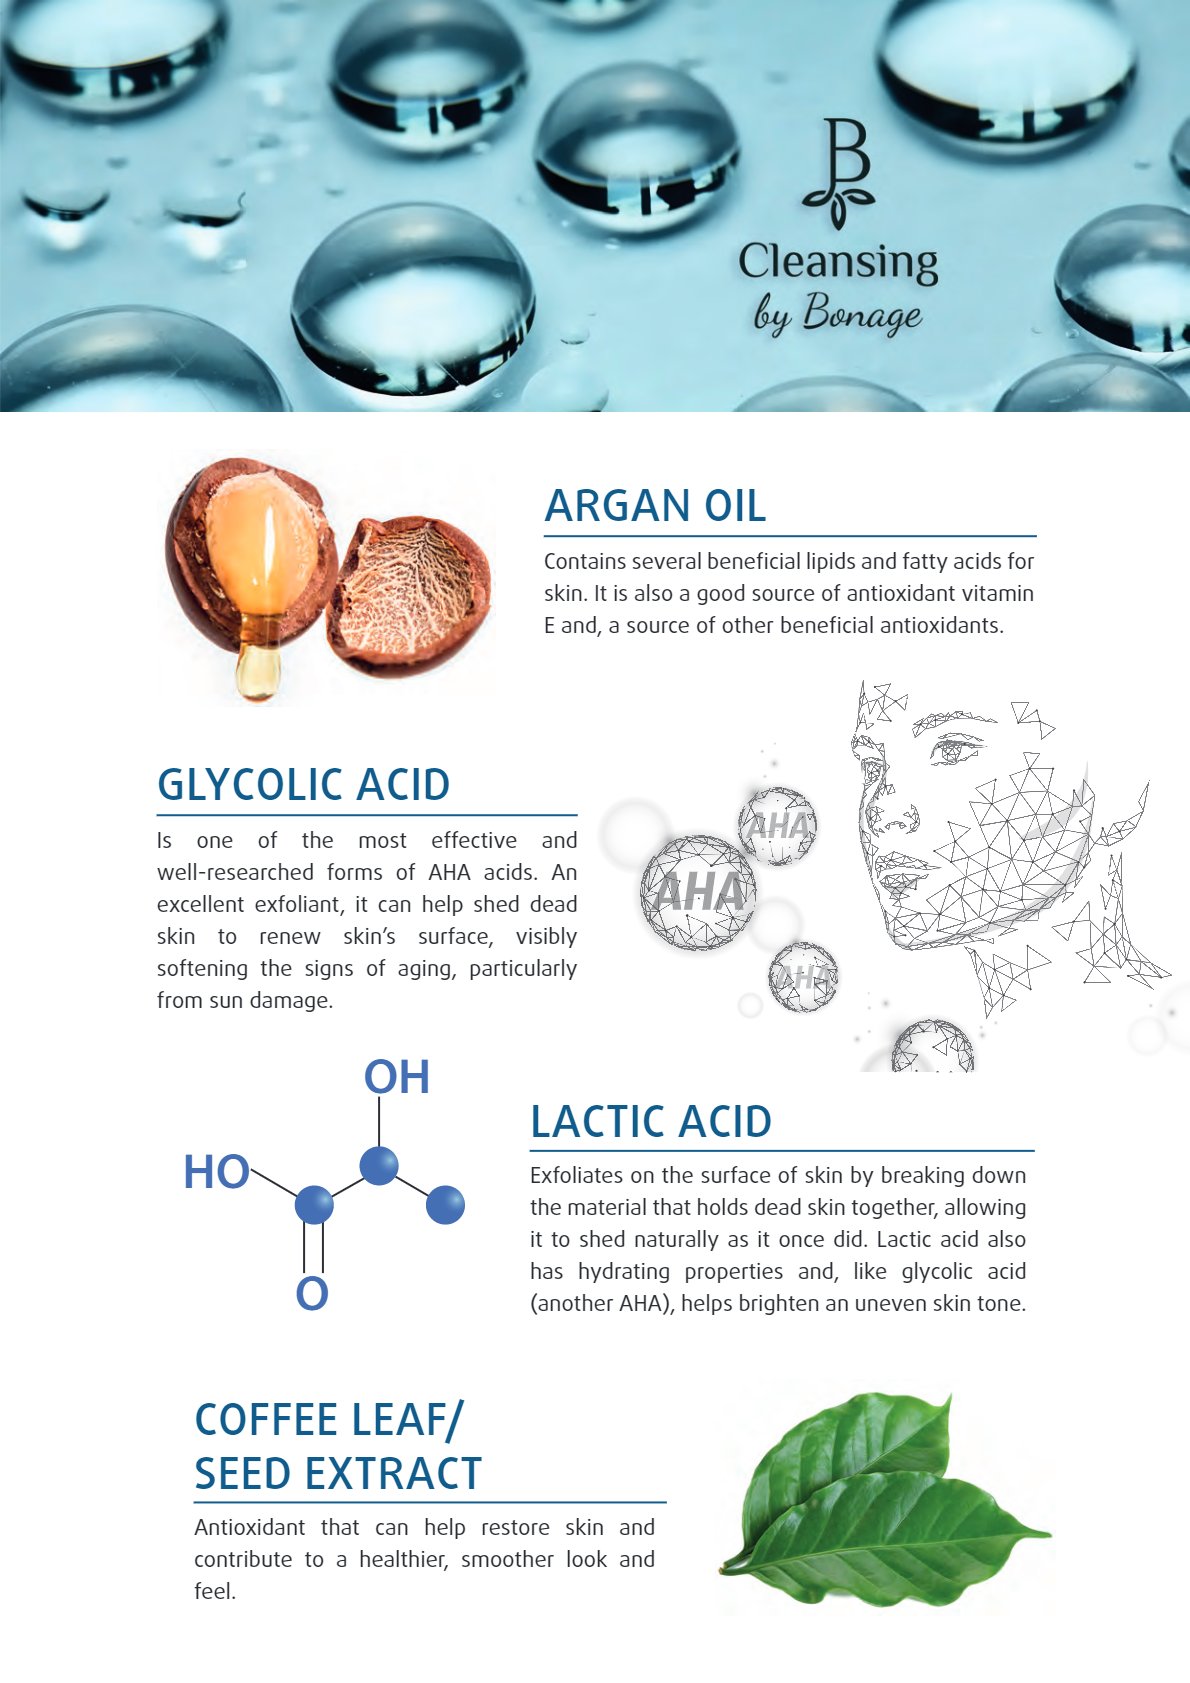 B
Cleansing
by Bonage
ARGAN OIL
Contains several beneficial lipids and fatty acids for
skin. It is also a good source of antioxidant vitamin
E and, a source of other beneficial antioxidants.
GLYCOLIC ACID
Is one of the most effective and
well-researched forms of AHA acids. An
excellent exfoliant, it can help shed dead
skin to renew skin’s surface, visibly
softening the signs of aging, particularly
from sun damage.
AHA
AHA
AHA
OH
HO
O
LACTIC ACID
Exfoliates on the surface of skin by breaking down
the material that holds dead skin together, allowing
it to shed naturally as it once did. Lactic acid also
has hydrating properties and, like glycolic acid
(another AHA), helps brighten an uneven skin tone.
COFFEE LEAF/
SEED EXTRACT
Antioxidant that can help restore skin and
contribute to a healthier, smoother look and
feel.